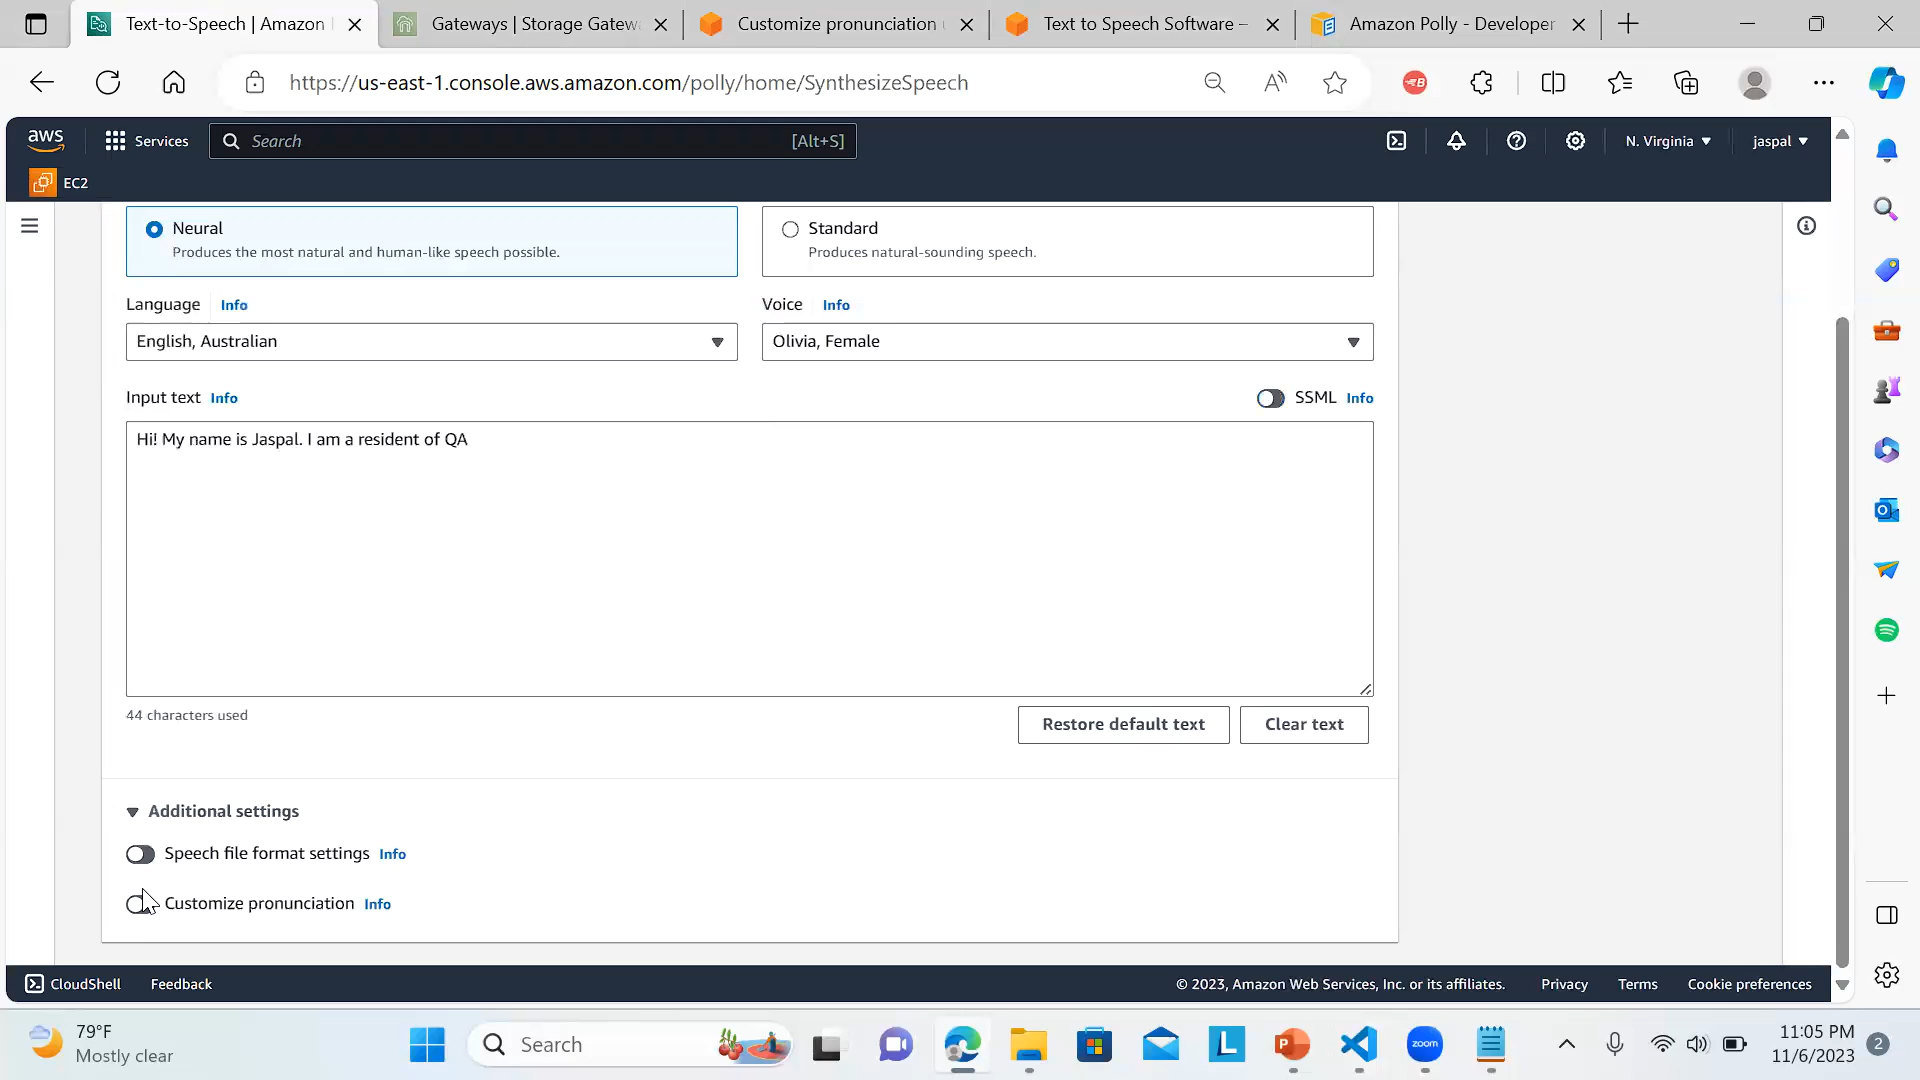 Text-to-Speech | Amazon
Gateways | Storage Gatew
Customize pronunciation
Text to Speech Software –
Amazon Polly - Developer
https://us-east-1.console.aws.amazon.com/polly/home/SynthesizeSpeech
aws
Services
Search
[Alt+S]
N. Virginia
jaspal
EC2
Neural
Produces the most natural and human-like speech possible.
Standard
Produces natural-sounding speech.
Language Info
Voice Info
English, Australian
Olivia, Female
Input text Info
SSML Info
Hi! My name is Jaspal. I am a resident of QA
44 characters used
Restore default text
Clear text
Additional settings
Speech file format settings Info
Customize pronunciation Info
CloudShell
Feedback
© 2023, Amazon Web Services, Inc. or its affiliates.
Privacy
Terms
Cookie preferences
79°F
Mostly clear
Search
L
P
zoom
11:05 PM
11/6/2023
2